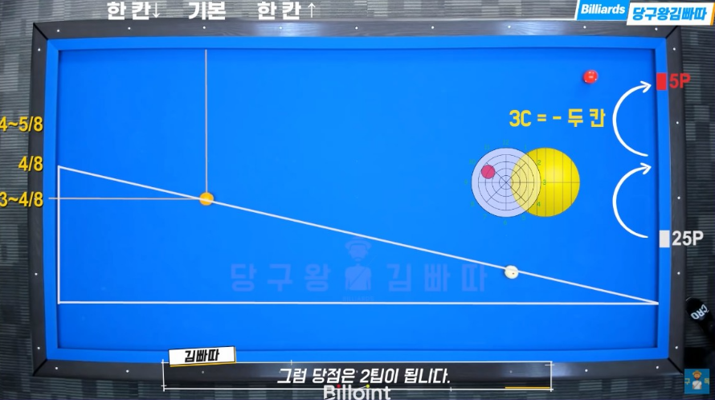 한 칸↓ 기본 한 칸↑
Billiards 당구왕김빠따
5P
4~5/8
3C = - 두 칸
4/8
3~4/8
25P
당구왕 김빠따
CRD
김빠따
그럼 당점은 2팁이 됩니다.
Billoint